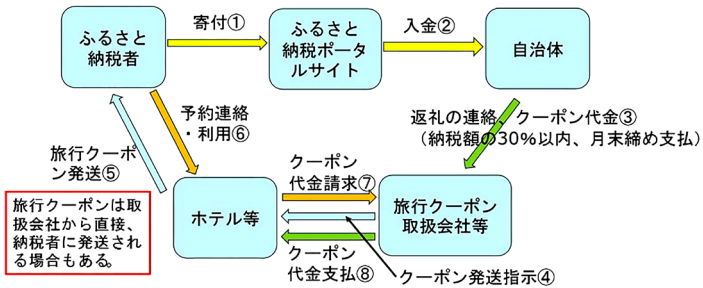 ふるさと
納税者
寄付①
ふるさと
納税ポータ
ルサイト
入金②
自治体
返礼の連絡、クーポン代金③
（納税額の30%以内、月末締め支払）
予約連絡
・利用⑥
旅行クーポ
ン発送⑤
旅行クーポンは取
扱会社から直接、
納税者に発送され
る場合もある。
ホテル等
クーポン
代金請求⑦
旅行クーポン
取扱会社等
クーポン
代金支払⑧
クーポン発送指示④